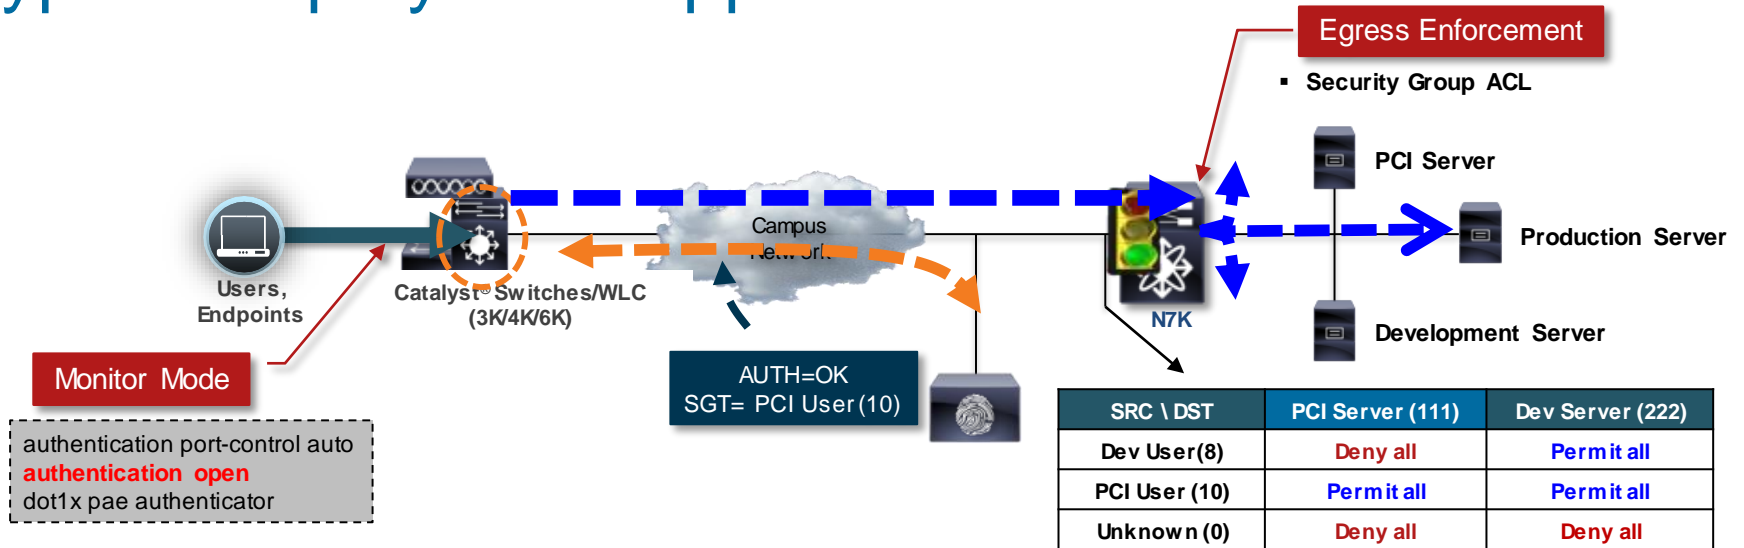 Egress Enforcement
▪ Security Group ACL
PCI Server
Production Server
Development Server
Campus
Network
Users,
Endpoints
Catalyst® Switches/WLC
(3K/4K/6K)
N7K
Monitor Mode
authentication port-control auto
authentication open
dot1x pae authenticator
AUTH=OK
SGT= PCI User(10)
SRC \ DST PCI Server (111) Dev Server (222)
Dev User(8) Deny all Permit all
PCI User (10) Permit all Permit all
Unknown (0) Deny all Deny all